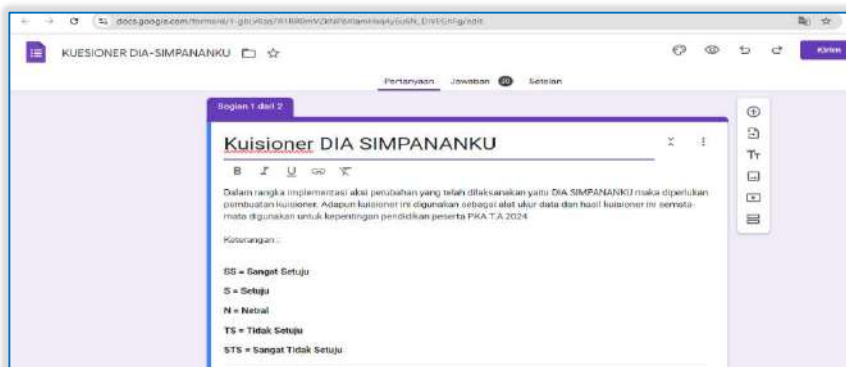 KUESIONER DIA-SIMPANANKU
Kirim
Pertanyaan Jawaban Setelan
Bagian 1 dari 2
Kuisioner DIA SIMPANANKU
B I U
Dalam rangka implementasi aksi perubahan yang telah dilaksanakan yaitu DIA SIMPANANKU maka diperlukan
pembuatan kuisioner. Adapun kuisioner ini digunakan sebagai alat ukur data dan hasil kuisioner ini semata-
mata digunakan untuk kepentingan pendidikan peserta PKA T.A 2024
Keterangan :
SS = Sangat Setuju
S = Setuju
N = Netral
TS = Tidak Setuju
STS = Sangat Tidak Setuju